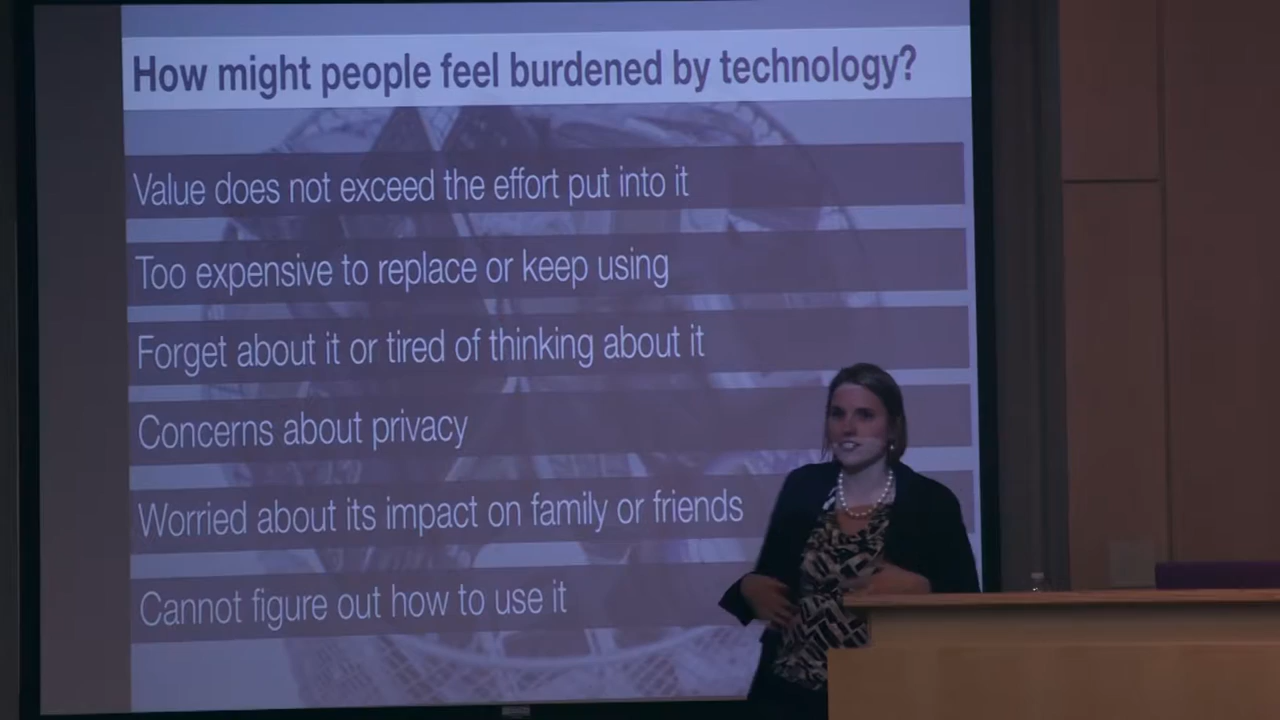 How might people feel burdened by technology?
Value does not exceed the effort put into it
Too expensive to replace or keep using
Forget about it or tired of thinking about it
Concerns about privacy
Worried about its impact on family or friends
Cannot figure out how to use it